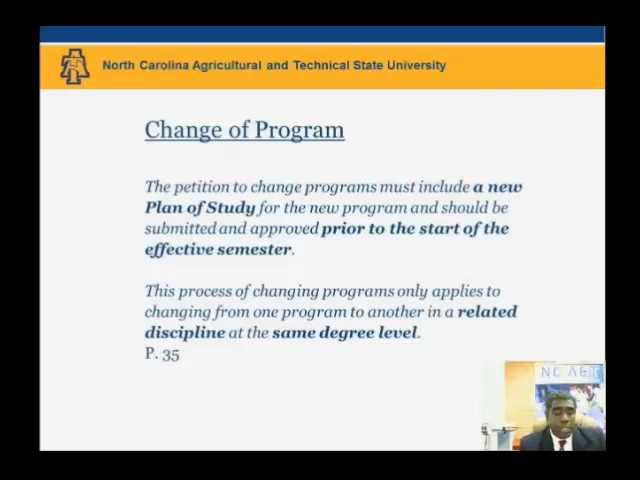 North Carolina Agricultural and Technical State University
Change of Program
The petition to change programs must include a new
Plan of Study for the new program and should be
submitted and approved prior to the start of the
effective semester.
This process of changing programs only applies to
changing from one program to another in a related
discipline at the same degree level.
P. 35
NC A&T